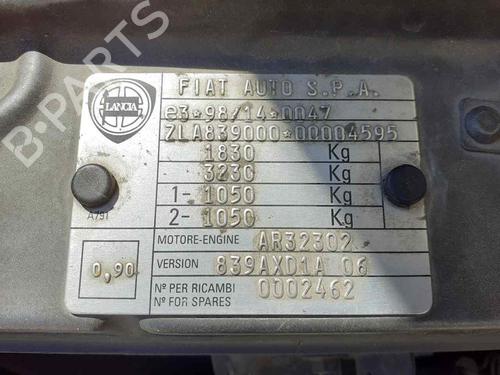 B-PARTS
LANCIA
FIAT AUTO S.P.A.
e3*98/14*0047
ZLA839000*00004595
1830 Kg
3230 Kg
1- 1050 Kg
2- 1050 Kg
A791
MOTORE-ENGINE AR32302
0,90
VERSION 839AXD1A 06
Nº PER RICAMBI
Nº FOR SPARES 0002462